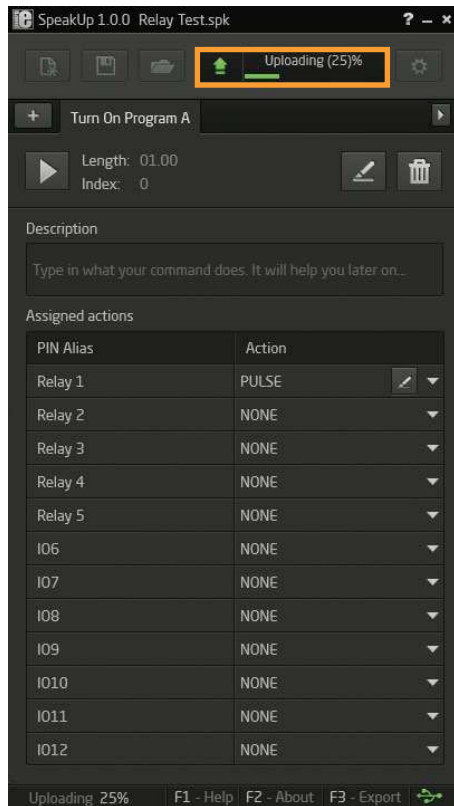 SpeakUp 1.0.0 Relay Test.spk ? – ×
Uploading (25)%
+ Turn On Program A
Length: 01.00
Index: 0
Description
Type in what your command does. It will help you later on...
Assigned actions
PIN Alias Action
Relay 1 PULSE
Relay 2 NONE
Relay 3 NONE
Relay 4 NONE
Relay 5 NONE
IO6 NONE
IO7 NONE
IO8 NONE
IO9 NONE
IO10 NONE
IO11 NONE
IO12 NONE
Uploading 25% F1 - Help F2 - About F3 - Export